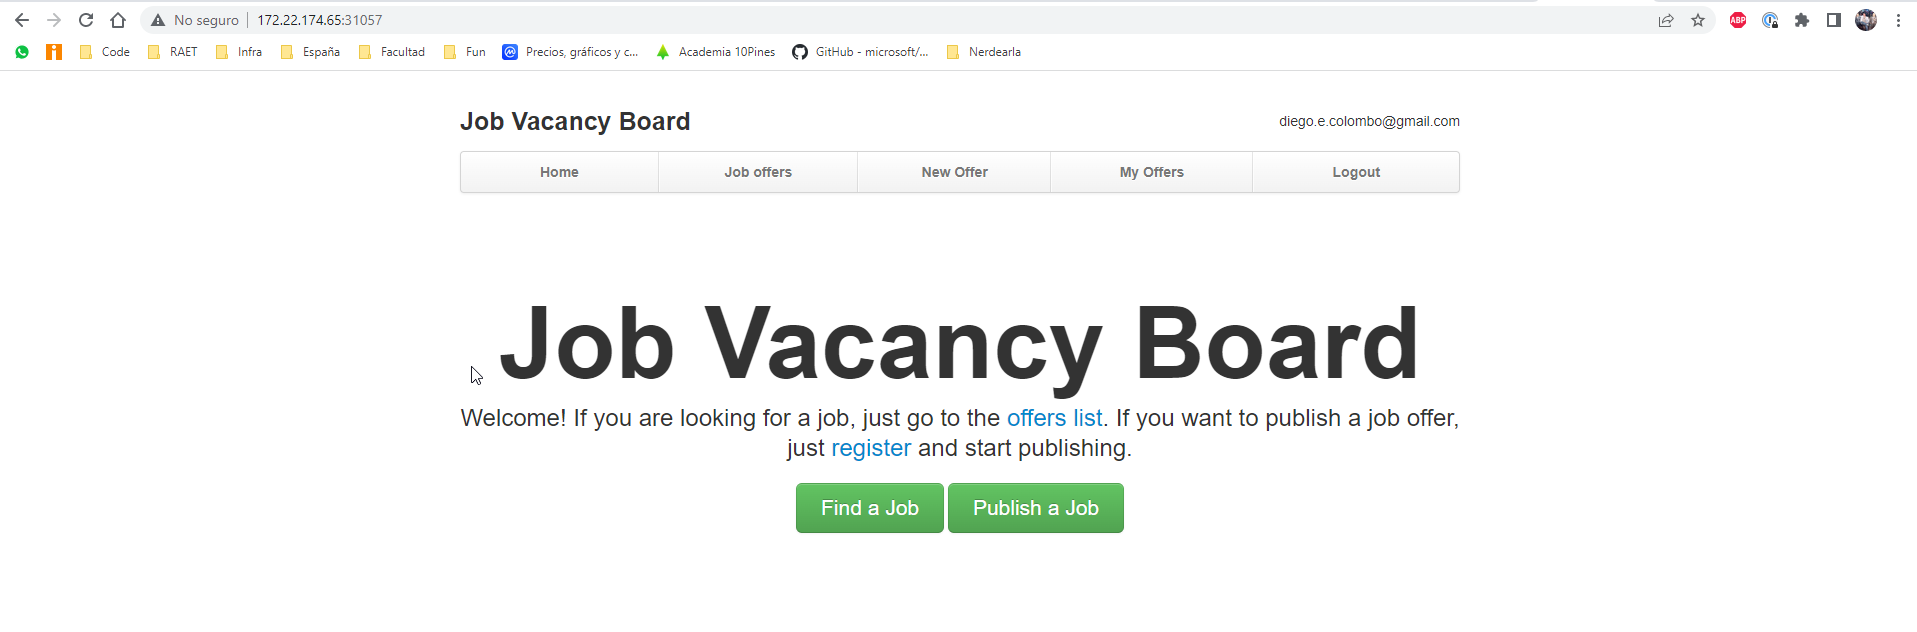 No seguro 172.22.174.65:31057 ABP
Code RAET Infra España Facultad Fun Precios, gráficos y c... Academia 10Pines GitHub - microsoft/... Nerdearla
Job Vacancy Board diego.e.colombo@gmail.com
Home Job offers New Offer My Offers Logout
Job Vacancy Board
Welcome! If you are looking for a job, just go to the offers list. If you want to publish a job offer,
just register and start publishing.
Find a Job Publish a Job